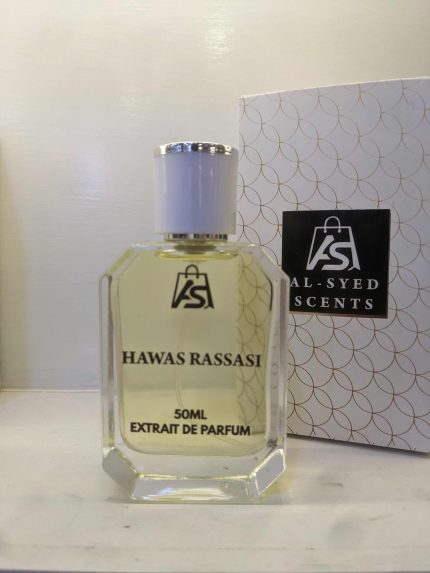 AS
HAWAS RASSASI
50ML
EXTRAIT DE PARFUM
AS
AL-SYED
SCENTS